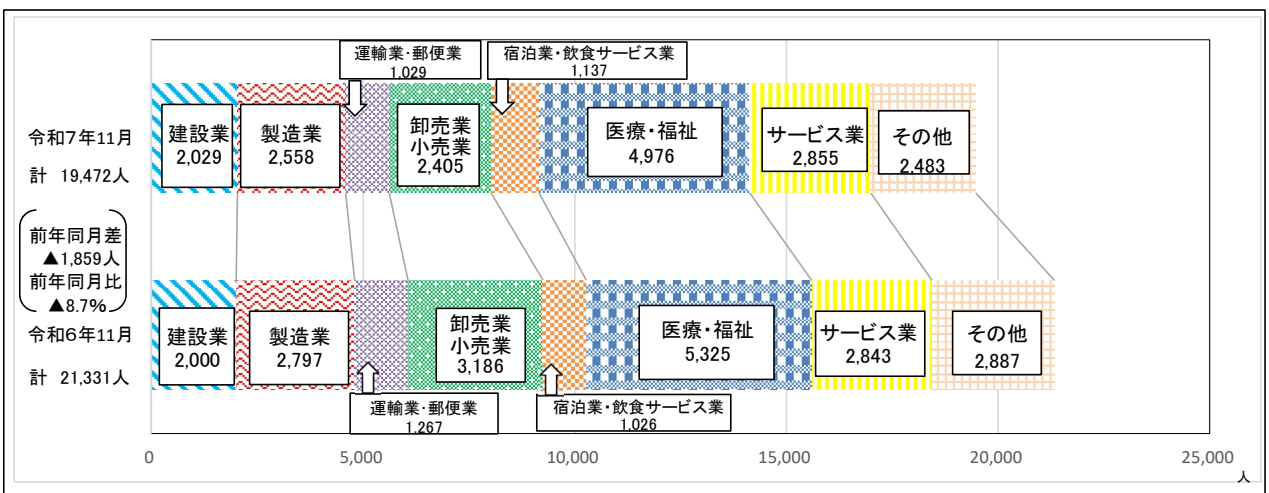 運輸業・郵便業
1,029
宿泊業・飲食サービス業
1,137
令和7年11月
計 19,472人
建設業
2,029
製造業
2,558
卸売業
小売業
2,405
医療・福祉
4,976
サービス業
2,855
その他
2,483
前年同月差
▲1,859人
前年同月比
▲8.7%
令和6年11月
計 21,331人
建設業
2,000
製造業
2,797
卸売業
小売業
3,186
医療・福祉
5,325
サービス業
2,843
その他
2,887
運輸業・郵便業
1,267
宿泊業・飲食サービス業
1,026
0 5,000 10,000 15,000 20,000 25,000
人